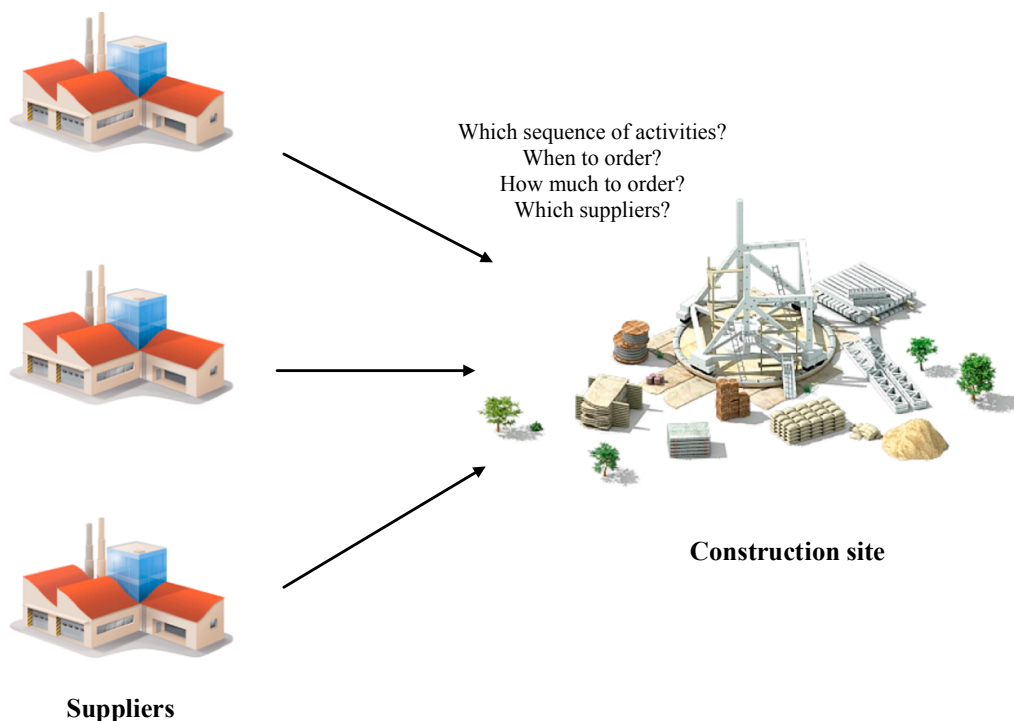 Which sequence of activities?
When to order?
How much to order?
Which suppliers?
Construction site
Suppliers